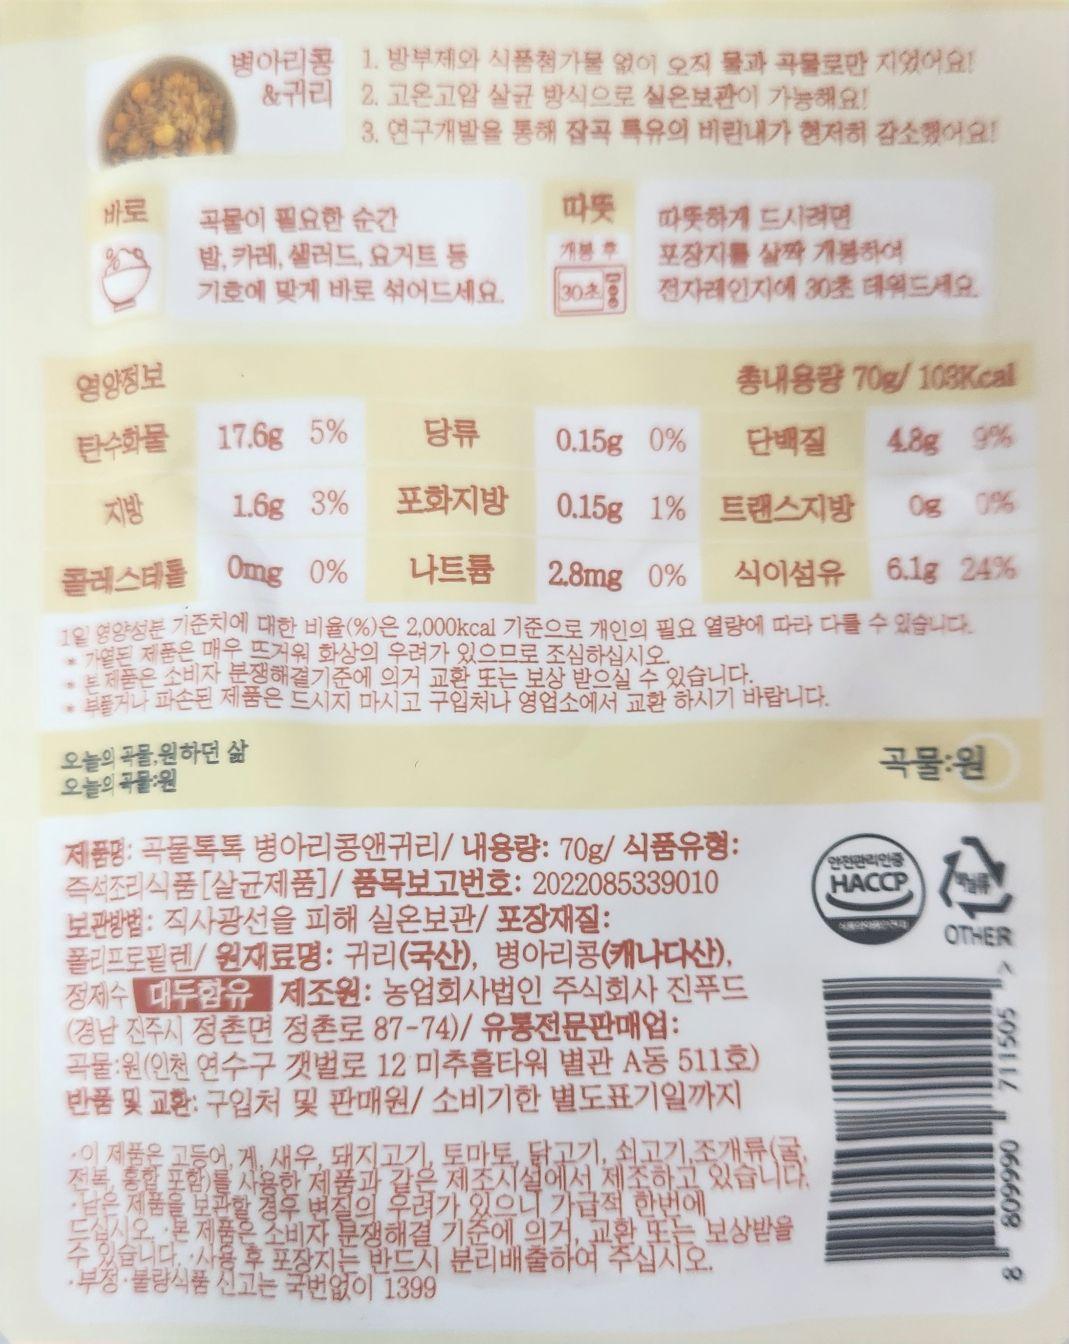 병아리콩
&귀리
1. 방부제와 식품첨가물 없이 오직 물과 곡물로만 지었어요!
2. 고온고압 살균 방식으로 실온보관이 가능해요!
3. 연구개발을 통해 잡곡 특유의 비린내가 현저히 감소했어요!
바로
곡물이 필요한 순간
밥, 카레, 샐러드, 요거트 등
기호에 맞게 바로 섞어드세요.
따뜻
개봉 후
30초
따뜻하게 드시려면
포장지를 살짝 개봉하여
전자레인지에 30초 데워드세요.
영양정보 총내용량 70g/ 103Kcal
탄수화물 17.6g 5% 당류 0.15g 0% 단백질 4.8g 9%
지방 1.6g 3% 포화지방 0.15g 1% 트랜스지방 0g 0%
콜레스테롤 0mg 0% 나트륨 2.8mg 0% 식이섬유 6.1g 24%
1일 영양성분 기준치에 대한 비율(%)은 2,000kcal 기준으로 개인의 필요 열량에 따라 다를 수 있습니다.
* 가열된 제품은 매우 뜨거워 화상의 우려가 있으므로 조심하십시오.
* 본 제품은 소비자 분쟁해결기준에 의거 교환 또는 보상 받으실 수 있습니다.
* 부풀거나 파손된 제품은 드시지 마시고 구입처나 영업소에서 교환 하시기 바랍니다.
오늘의 곡물,원하던 삶
오늘의 곡물:원
곡물:원
제품명: 곡물톡톡 병아리콩앤귀리/ 내용량: 70g/ 식품유형:
즉석조리식품[살균제품]/ 품목보고번호: 2022085339010
보관방법: 직사광선을 피해 실온보관/ 포장재질:
폴리프로필렌/ 원재료명: 귀리(국산), 병아리콩(캐나다산),
정제수 대두함유 제조원: 농업회사법인 주식회사 진푸드
(경남 진주시 정촌면 정촌로 87-74)/ 유통전문판매업:
곡물:원(인천 연수구 갯벌로 12 미추홀타워 별관 A동 511호)
반품 및 교환: 구입처 및 판매원/ 소비기한 별도표기일까지
안전관리인증
HACCP
비닐류
OTHER
8 809990 711505 >
·이 제품은 고등어, 게, 새우, 돼지고기, 토마토, 닭고기, 쇠고기,조개류(굴,
전복, 홍합 포함)를 사용한 제품과 같은 제조시설에서 제조하고 있습니다.
·남은 제품을 보관할 경우 변질의 우려가 있으니 가급적 한번에
드십시오. ·본 제품은 소비자 분쟁해결 기준에 의거, 교환 또는 보상받을
수 있습니다. ·사용 후 포장지는 반드시 분리배출하여 주십시오.
·부정·불량식품 신고는 국번없이 1399